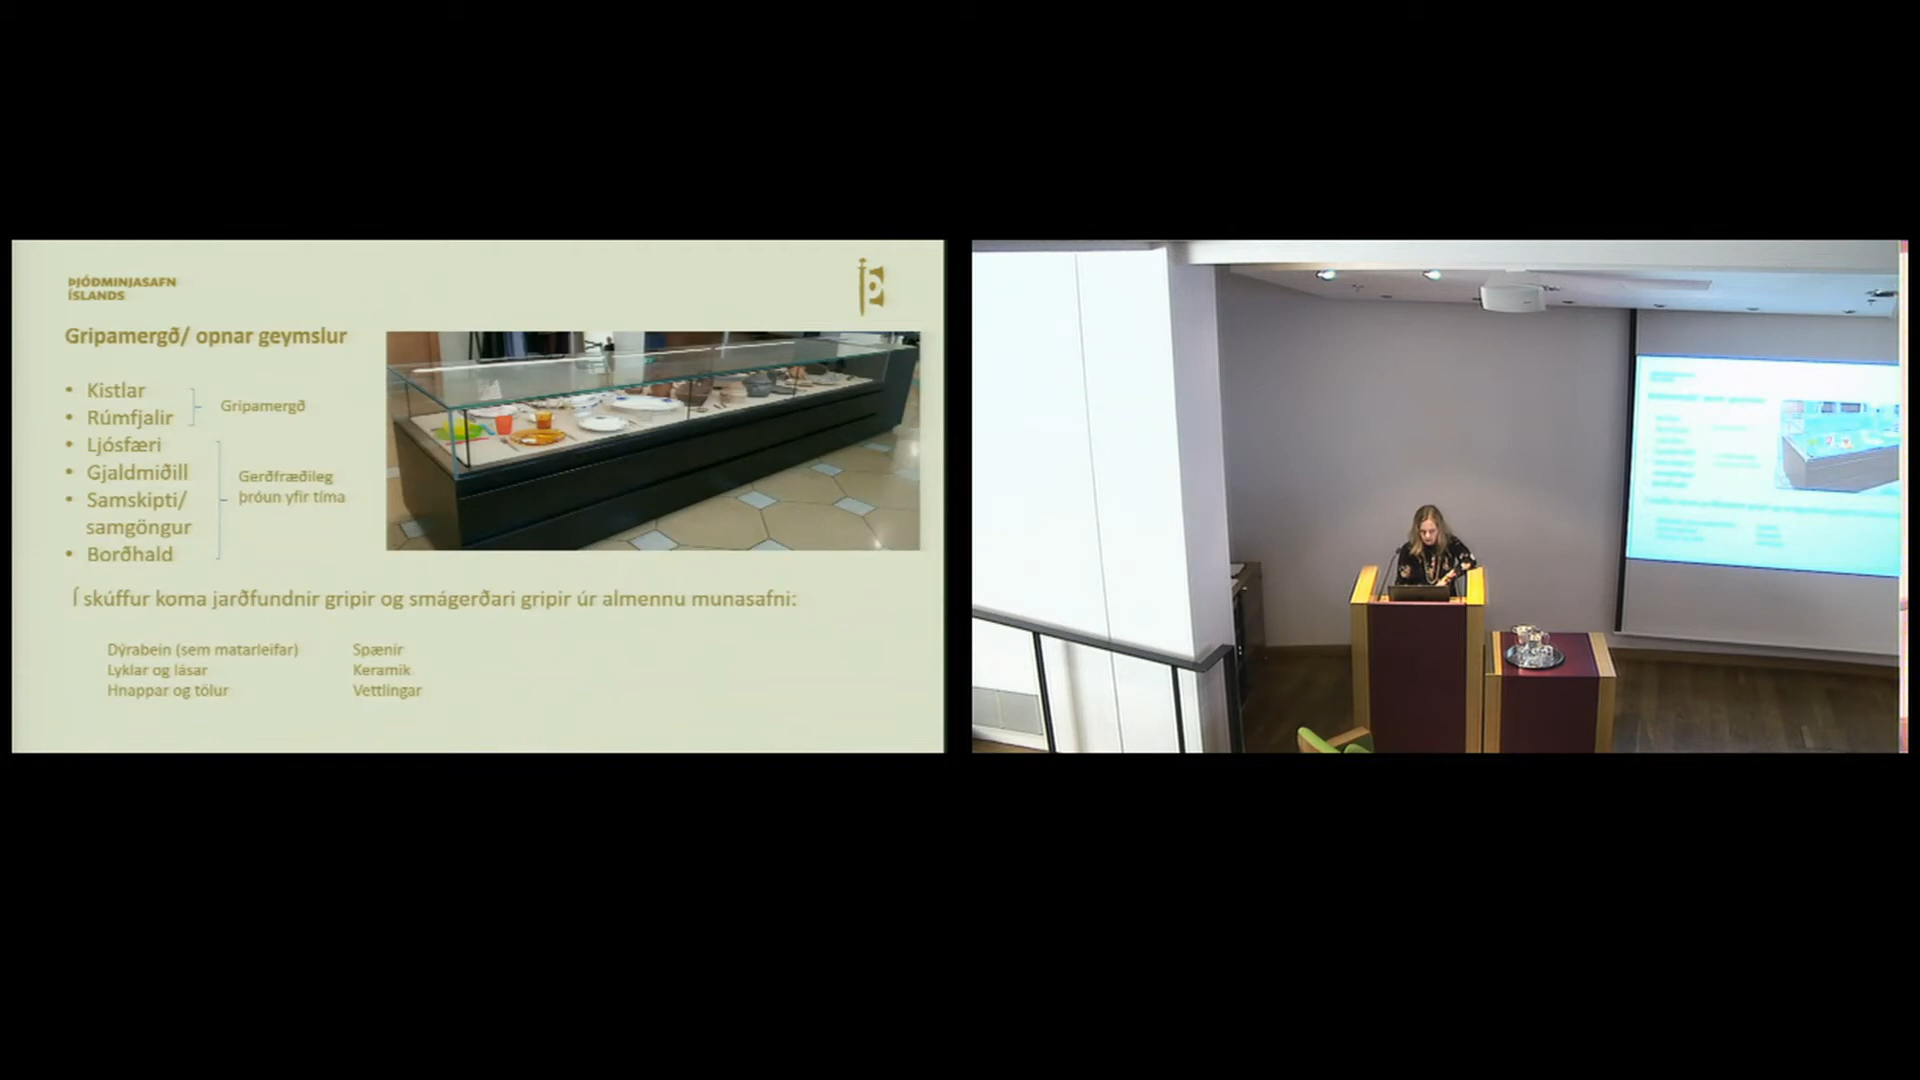 ÞJÓÐMINJASAFN
ÍSLANDS
Gripamergð/ opnar geymslur
• Kistlar
• Rúmfjalir
Gripamergð
• Ljósfæri
• Gjaldmiðill
• Samskipti/
samgöngur
• Borðhald
Gerðfræðileg
þróun yfir tíma
Í skúffur koma jarðfundnir gripir og smágerðari gripir úr almennu munasafni:
Dýrabein (sem matarleifar)
Lyklar og lásar
Hnappar og tölur
Spænir
Keramik
Vettlingar